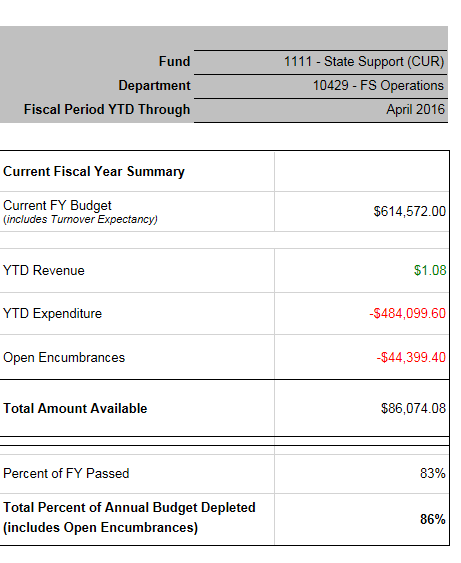 Fund 1111 - State Support (CUR)
Department 10429 - FS Operations
Fiscal Period YTD Through April 2016
Current Fiscal Year Summary
Current FY Budget
(includes Turnover Expectancy) $614,572.00
YTD Revenue $1.08
YTD Expenditure -$484,099.60
Open Encumbrances -$44,399.40
Total Amount Available $86,074.08
Percent of FY Passed 83%
Total Percent of Annual Budget Depleted
(includes Open Encumbrances) 86%